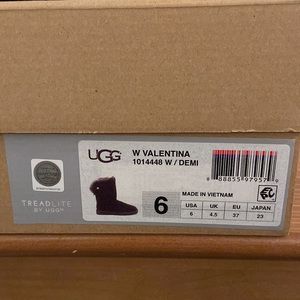 UGG
W VALENTINA
1014448 W / DEMI
TREADLITE
BY UGG™
6
MADE IN VIETNAM
USA UK EU JAPAN
6 4.5 37 23